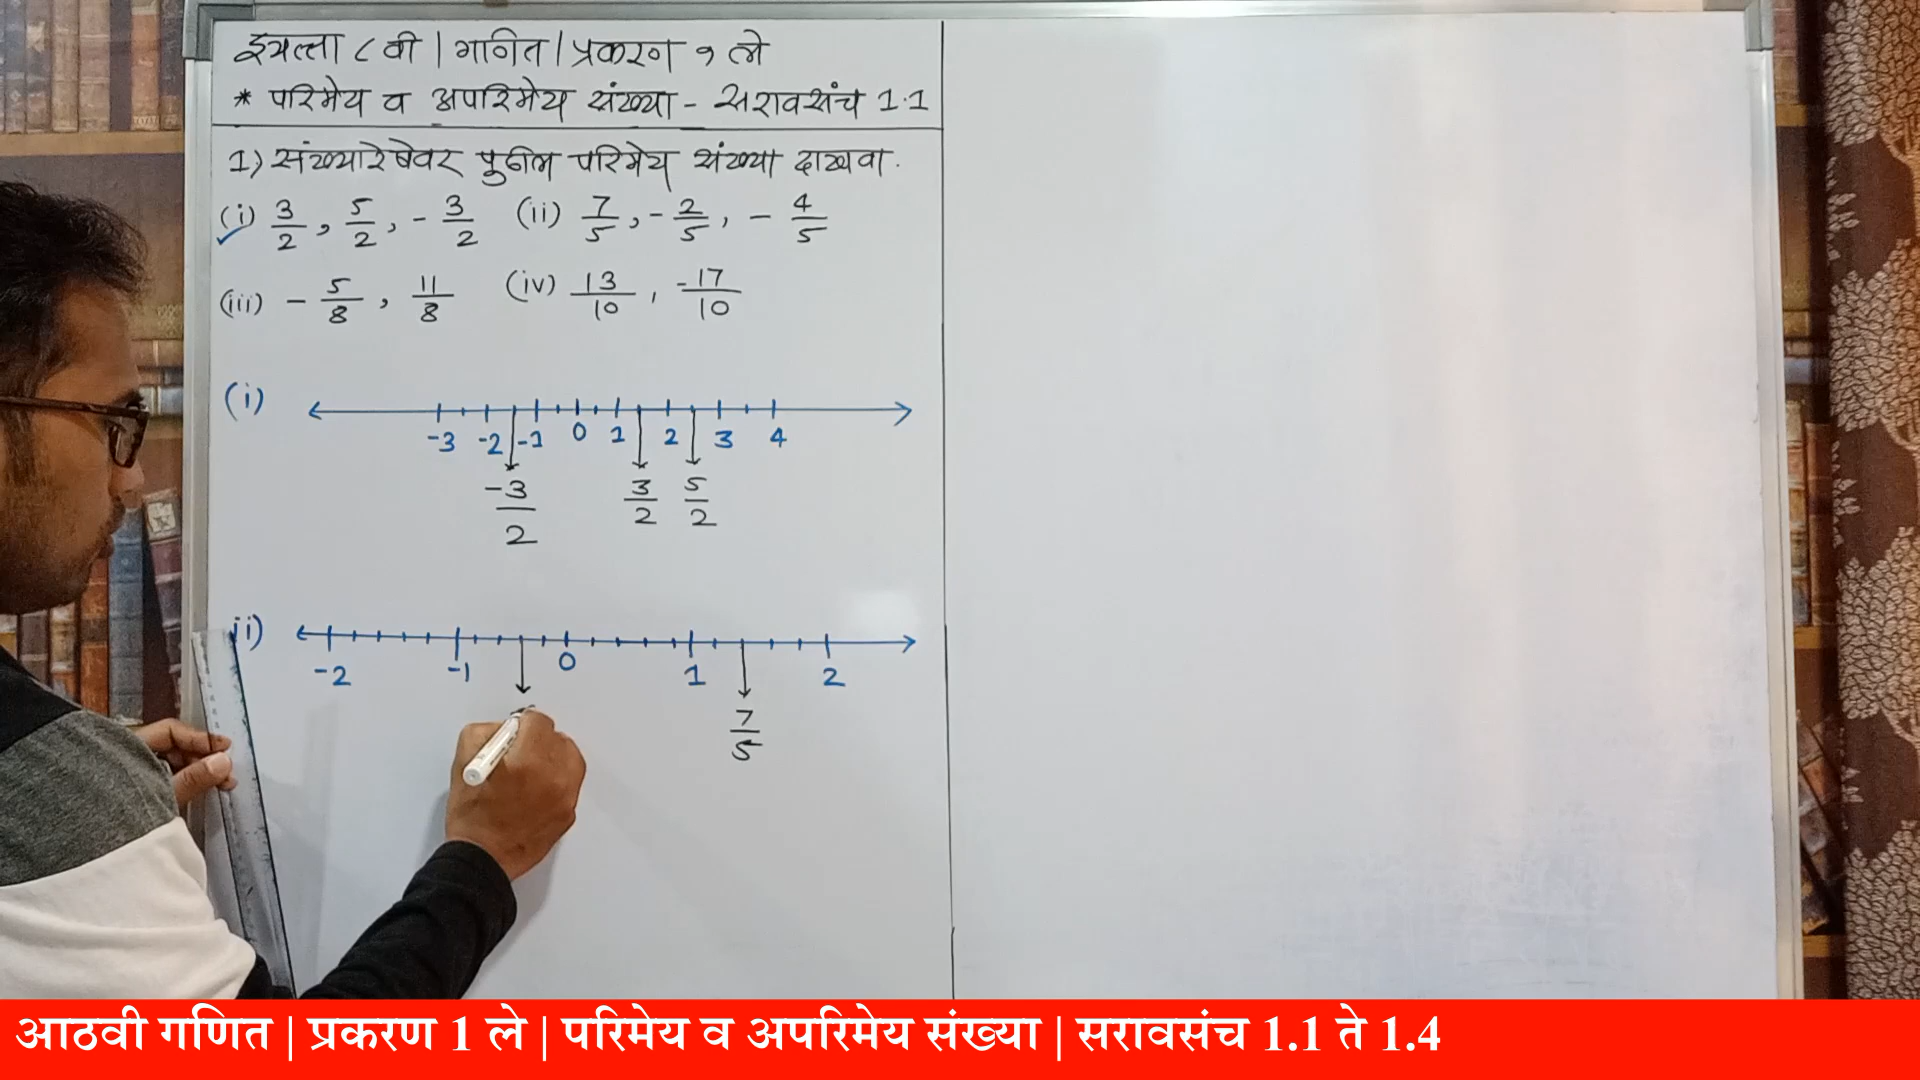 इयत्ता ८ वी | गणित | प्रकरण १ ले
* परिमेय व अपरिमेय संख्या - सरावसंच 1.1
1) संख्यारेषेवर पुढील परिमेय संख्या दाखवा.
(i) 3/2, 5/2, - 3/2 (ii) 7/5, - 2/5, - 4/5
(iii) - 5/8, 11/8 (iv) 13/10, -17/10
(i)
-3 -2 -1 0 1 2 3 4
-3/2 3/2 5/2
ii)
-2 -1 0 1 2
7/5
आठवी गणित | प्रकरण 1 ले | परिमेय व अपरिमेय संख्या | सरावसंच 1.1 ते 1.4